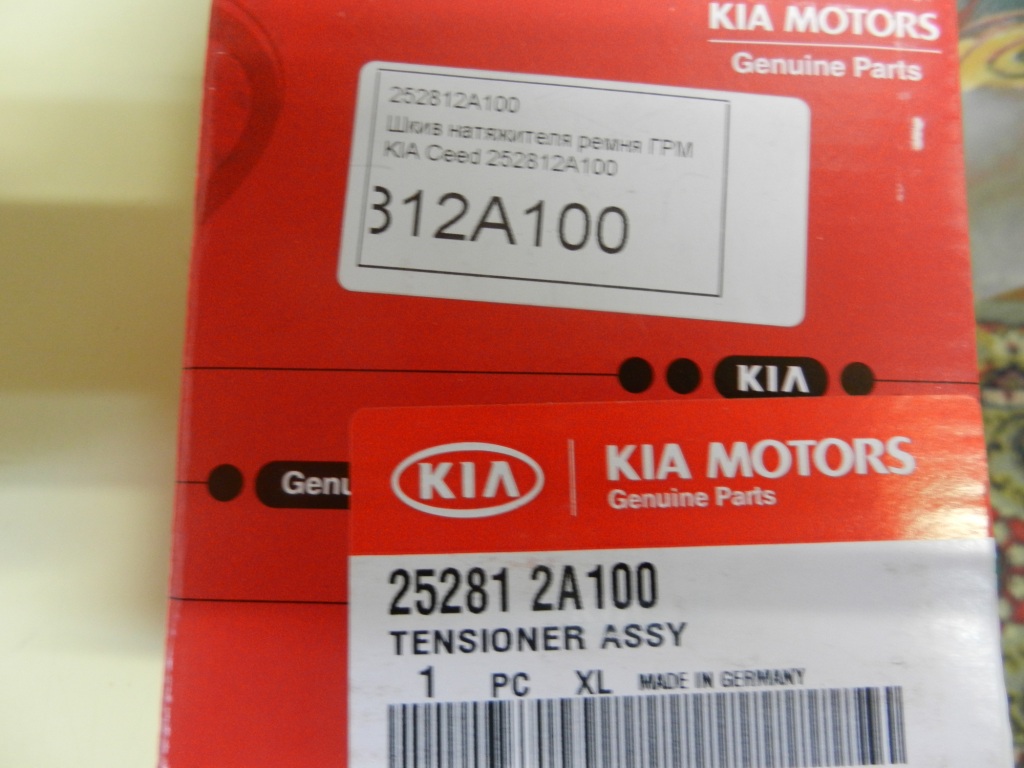 KIA MOTORS
Genuine Parts
252812A100
Шкив натяжителя ремня ГРМ
KIA Ceed 252812A100
812A100
KIA
Genu
KIA
KIA MOTORS
Genuine Parts
25281 2A100
TENSIONER ASSY
1 PC XL MADE IN GERMANY